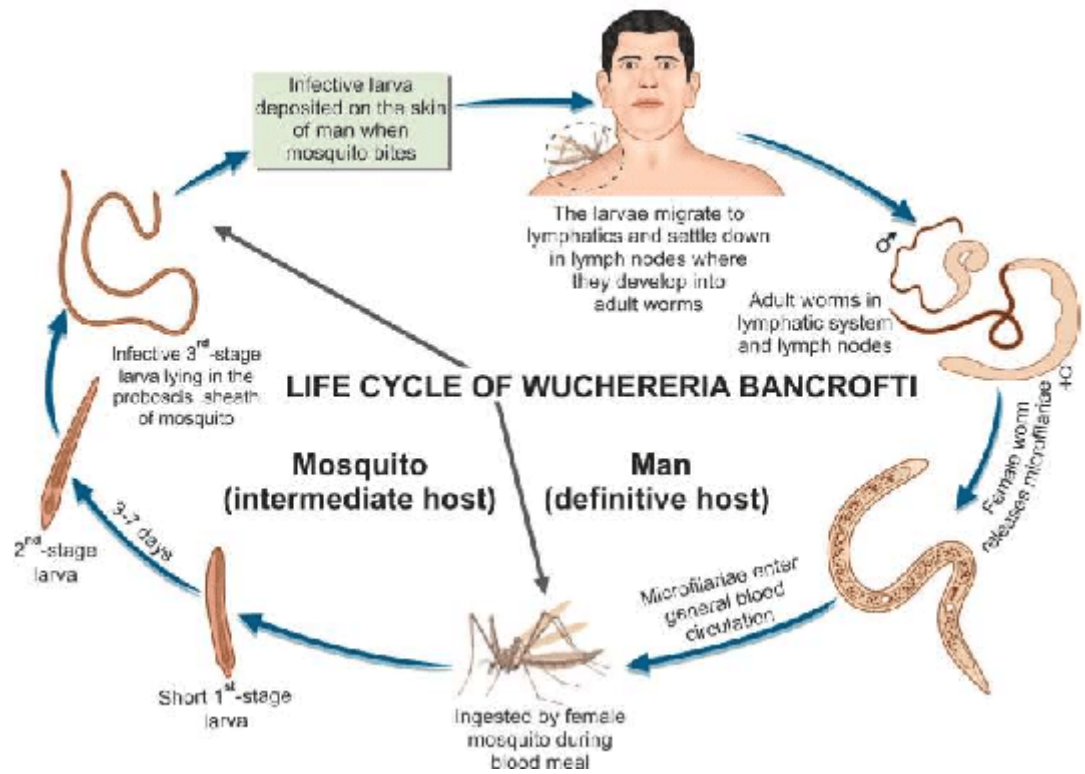 Infective larva
deposited on the skin
of man when
mosquito bites
The larvae migrate to
lymphatics and settle down
in lymph nodes where
they develop into
adult worms
♂
Adult worms in
lymphatic system
and lymph nodes
♀
Infective 3rd-stage
larva lying in the
proboscis sheath
of mosquito
LIFE CYCLE OF WUCHERERIA BANCROFTI
Mosquito
(intermediate host)
Man
(definitive host)
Female worm
releases microfilariae
Microfilariae enter
general blood
circulation
3-7 days
2nd-stage
larva
Short 1st-stage
larva
Ingested by female
mosquito during
blood meal